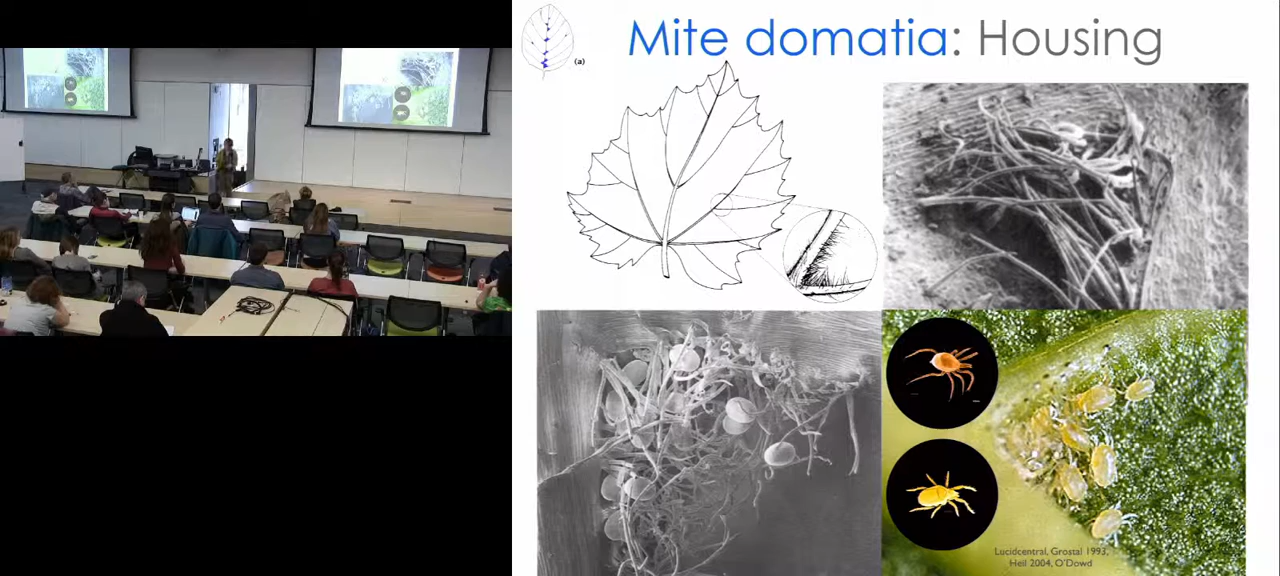 Mite domatia: Housing
(a)
Lucidcentral, Grostal 1993,
Heil 2004, O'Dowd